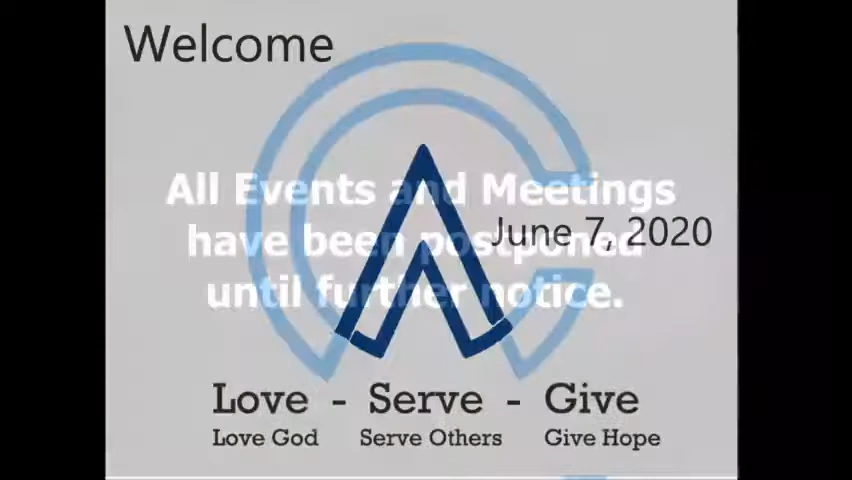 Welcome
All Events and Meetings
have been postponed
until further notice.
June 7, 2020
Love - Serve - Give
Love God Serve Others Give Hope